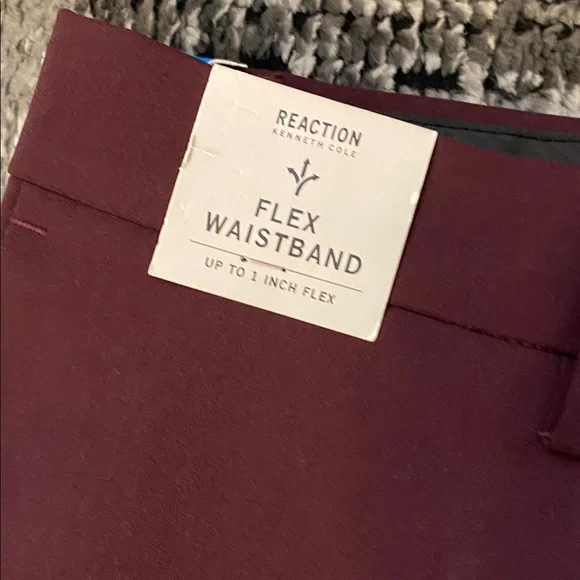 REACTION
KENNETH COLE
FLEX
WAISTBAND
UP TO 1 INCH FLEX